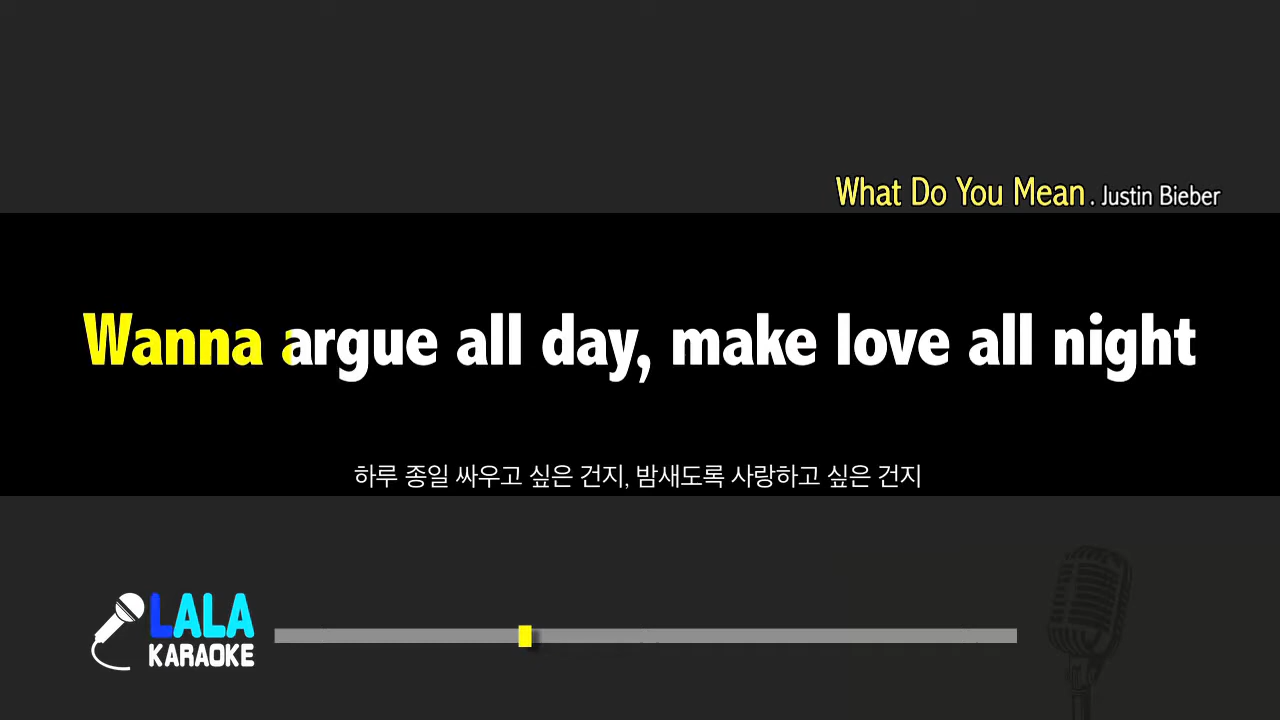 What Do You Mean . Justin Bieber
Wanna argue all day, make love all night
하루 종일 싸우고 싶은 건지, 밤새도록 사랑하고 싶은 건지
LALA
KARAOKE